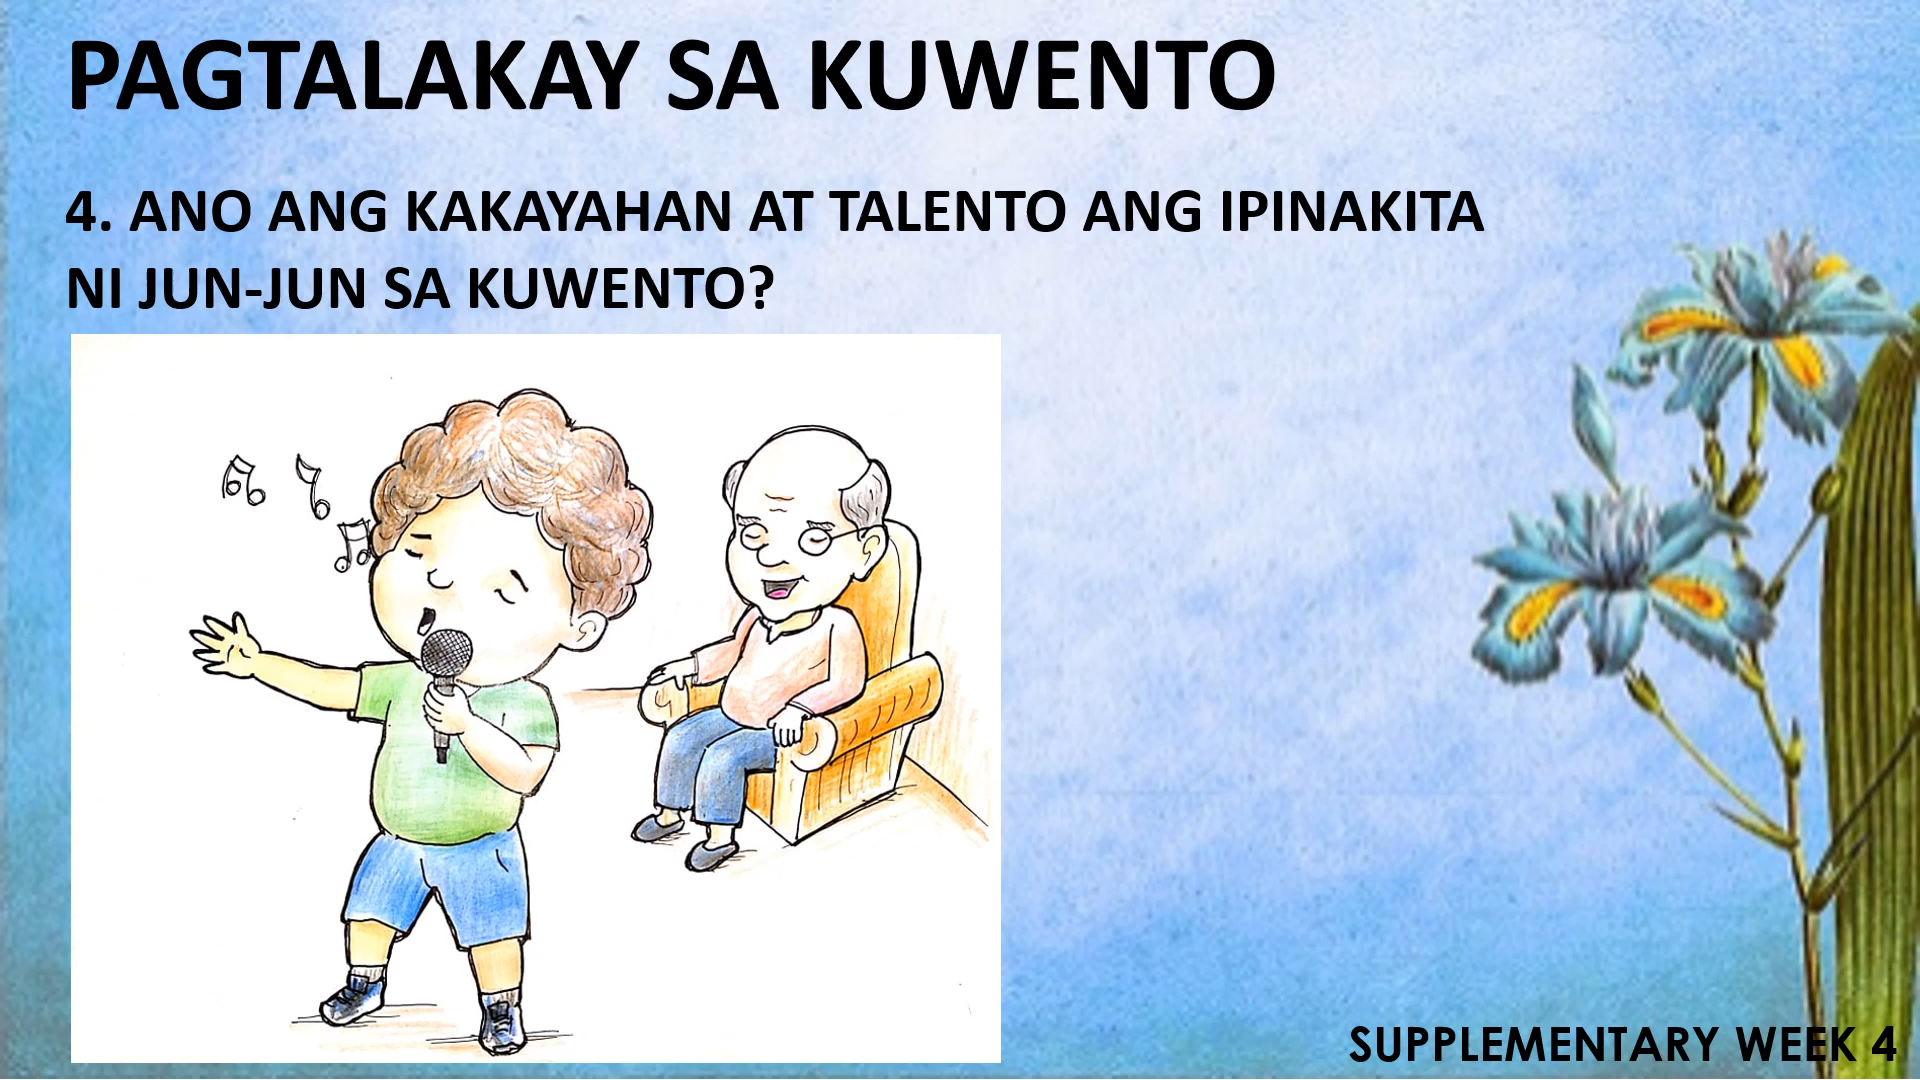 PAGTALAKAY SA KUWENTO
4. ANO ANG KAKAYAHAN AT TALENTO ANG IPINAKITA
NI JUN-JUN SA KUWENTO?
SUPPLEMENTARY WEEK 4